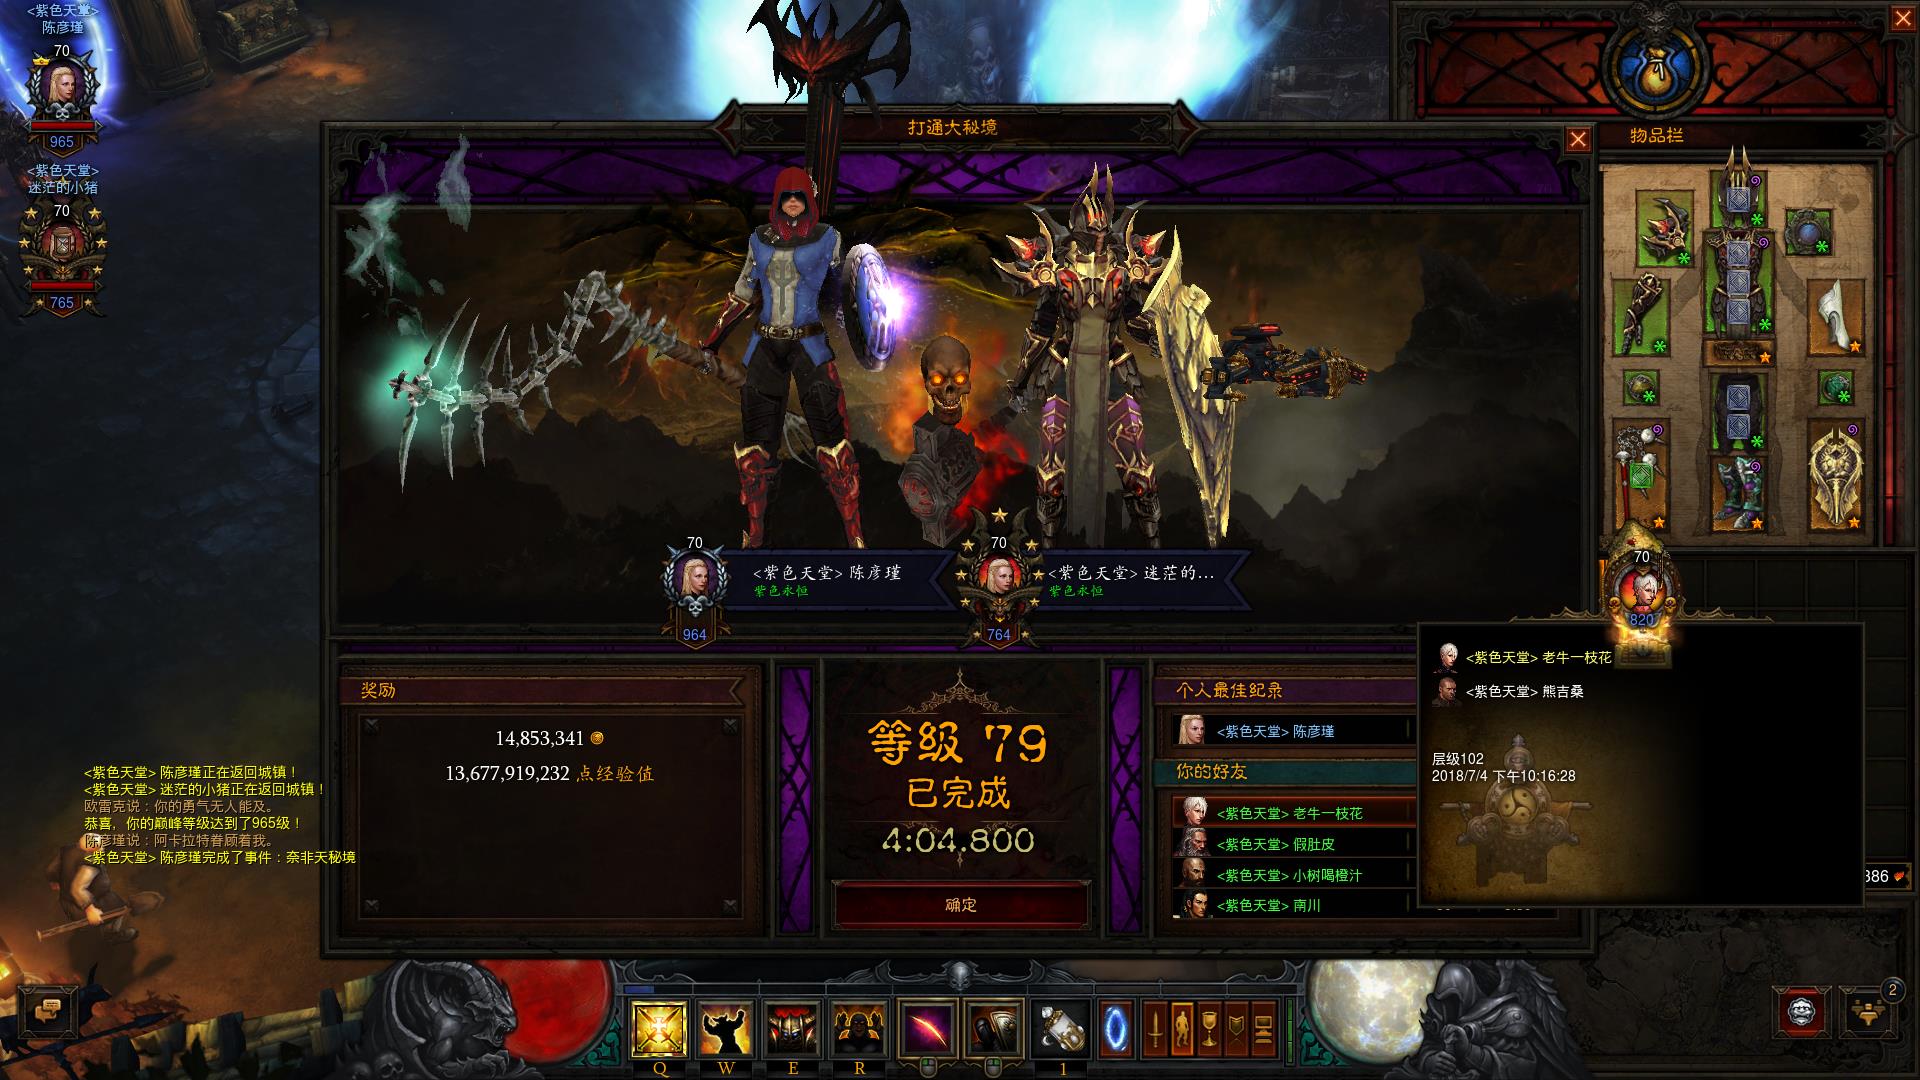 <紫色天堂>
陈彦瑾
70
965
<紫色天堂>
迷茫的小猪
70
765
打通大秘境
物品栏
70
<紫色天堂> 陈彦瑾
紫色永恒
964
70
<紫色天堂> 迷茫的...
紫色永恒
764
奖励
14,853,341
13,677,919,232 点经验值
等级 79
已完成
4:04.800
确定
个人最佳纪录
<紫色天堂> 陈彦瑾
你的好友
<紫色天堂> 老牛一枝花
<紫色天堂> 假肚皮
<紫色天堂> 小树喝橙汁
<紫色天堂> 南川
70
820
<紫色天堂> 老牛一枝花
<紫色天堂> 熊吉桑
层级102
2018/7/4 下午10:16:28
386
<紫色天堂> 陈彦瑾正在返回城镇！
<紫色天堂> 迷茫的小猪正在返回城镇！
欧雷克说：你的勇气无人能及。
恭喜，你的巅峰等级达到了965级！
陈彦瑾说：阿卡拉特眷顾着我。
<紫色天堂> 陈彦瑾完成了事件：奈非天秘境
Q
W
E
R
1
2